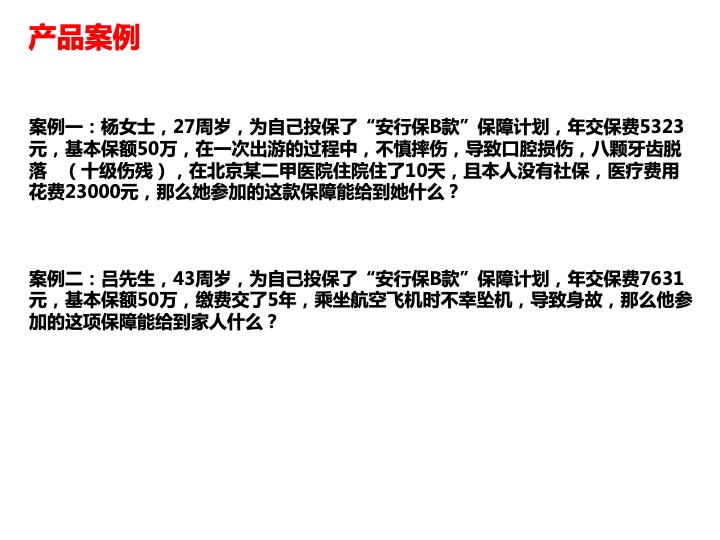 产品案例
案例一：杨女士，27周岁，为自己投保了“安行保B款”保障计划，年交保费5323
元，基本保额50万，在一次出游的过程中，不慎摔伤，导致口腔损伤，八颗牙齿脱
落 （十级伤残），在北京某二甲医院住院住了10天，且本人没有社保，医疗费用
花费23000元，那么她参加的这款保障能给到她什么？
案例二：吕先生，43周岁，为自己投保了“安行保B款”保障计划，年交保费7631
元，基本保额50万，缴费交了5年，乘坐航空飞机时不幸坠机，导致身故，那么他参
加的这项保障能给到家人什么？